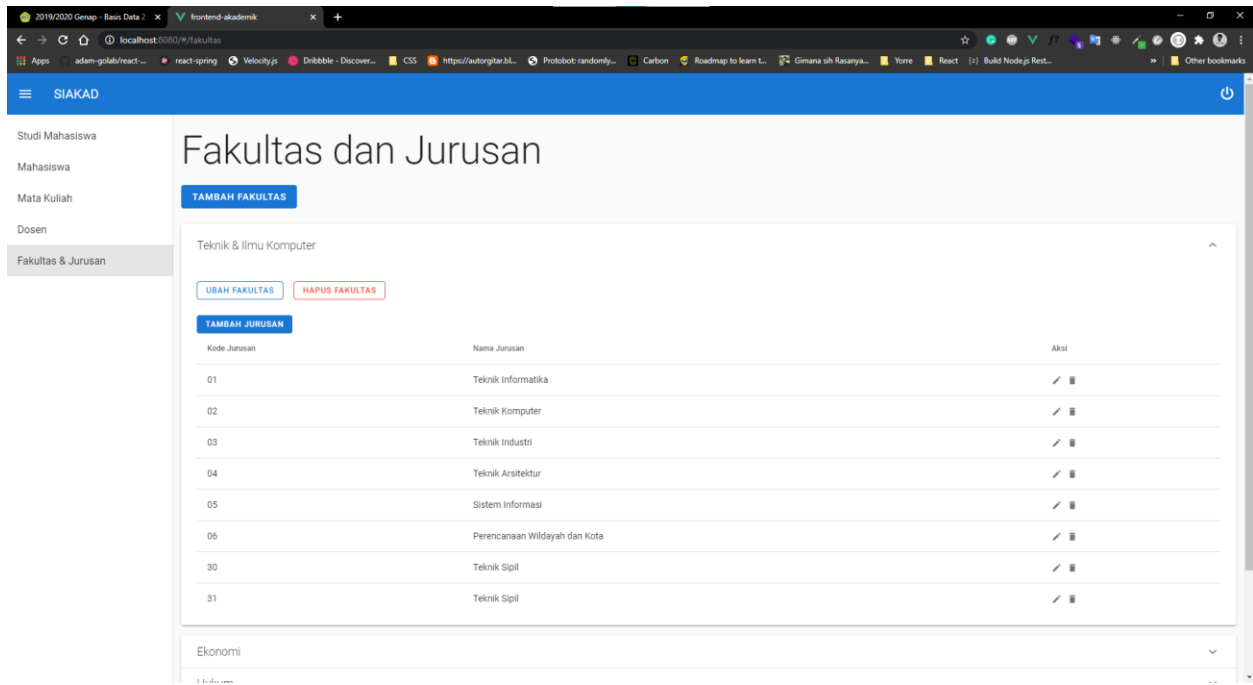 2019/2020 Genap - Basis Data 2
frontend-akademik
localhost:8080/#/fakultas
Apps adam-golab/react-... react-spring Velocity.js Dribbble - Discover... CSS https://autorgitar.bl... Protobot: randomly... Carbon Roadmap to learn t... Gimana sih Rasanya... Yorre React {z} Build Node.js Rest... » Other bookmarks
SIAKAD
Studi Mahasiswa
Mahasiswa
Mata Kuliah
Dosen
Fakultas & Jurusan
Fakultas dan Jurusan
TAMBAH FAKULTAS
Teknik & Ilmu Komputer
UBAH FAKULTAS HAPUS FAKULTAS
TAMBAH JURUSAN
Kode Jurusan Nama Jurusan Aksi
01 Teknik Informatika
02 Teknik Komputer
03 Teknik Industri
04 Teknik Arsitektur
05 Sistem Informasi
06 Perencanaan Wildayah dan Kota
30 Teknik Sipil
31 Teknik Sipil
Ekonomi
Hukum